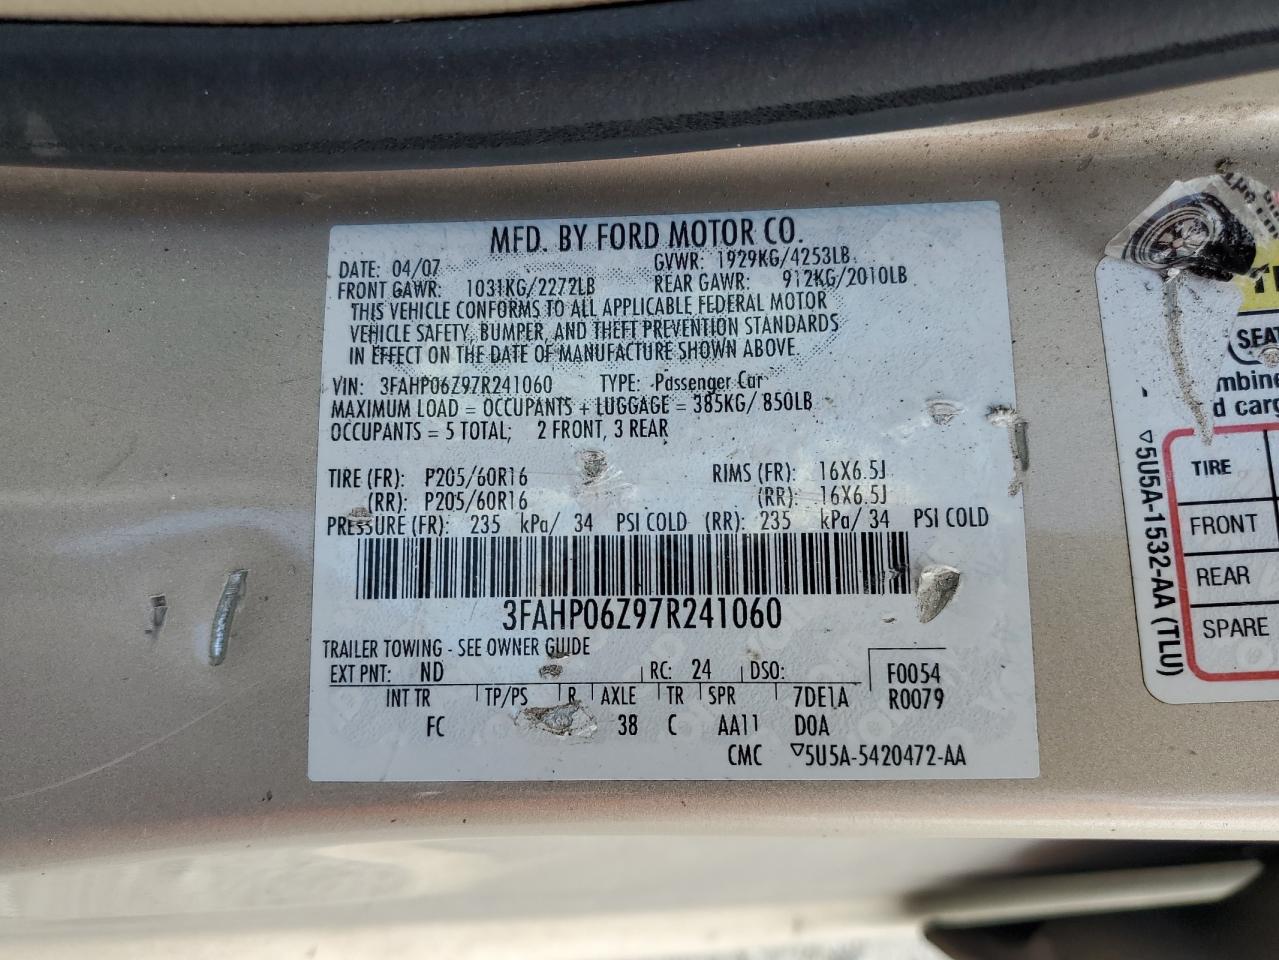 MFD. BY FORD MOTOR CO.
DATE: 04/07 GVWR: 1929KG/4253LB
FRONT GAWR: 1031KG/2272LB REAR GAWR: 912KG/2010LB
THIS VEHICLE CONFORMS TO ALL APPLICABLE FEDERAL MOTOR
VEHICLE SAFETY, BUMPER, AND THEFT PREVENTION STANDARDS
IN EFFECT ON THE DATE OF MANUFACTURE SHOWN ABOVE.
VIN: 3FAHP06Z97R241060 TYPE: Passenger Car
MAXIMUM LOAD = OCCUPANTS + LUGGAGE = 385KG/ 850LB
OCCUPANTS = 5 TOTAL; 2 FRONT, 3 REAR
TIRE (FR): P205/60R16 RIMS (FR): 16X6.5J
(RR): P205/60R16 (RR): 16X6.5J
PRESSURE (FR): 235 kPa/ 34 PSI COLD (RR): 235 kPa/ 34 PSI COLD
3FAHP06Z97R241060
TRAILER TOWING - SEE OWNER GUIDE
EXT PNT: ND RC: 24 DSO: F0054
INT TR TP/PS R AXLE TR SPR 7DE1A R0079
FC 38 C AA11 D0A
CMC ▽5U5A-5420472-AA
SEA
mbine
d carg
TIRE
FRONT
REAR
SPARE
▽5U5A-1532-AA (TLU)